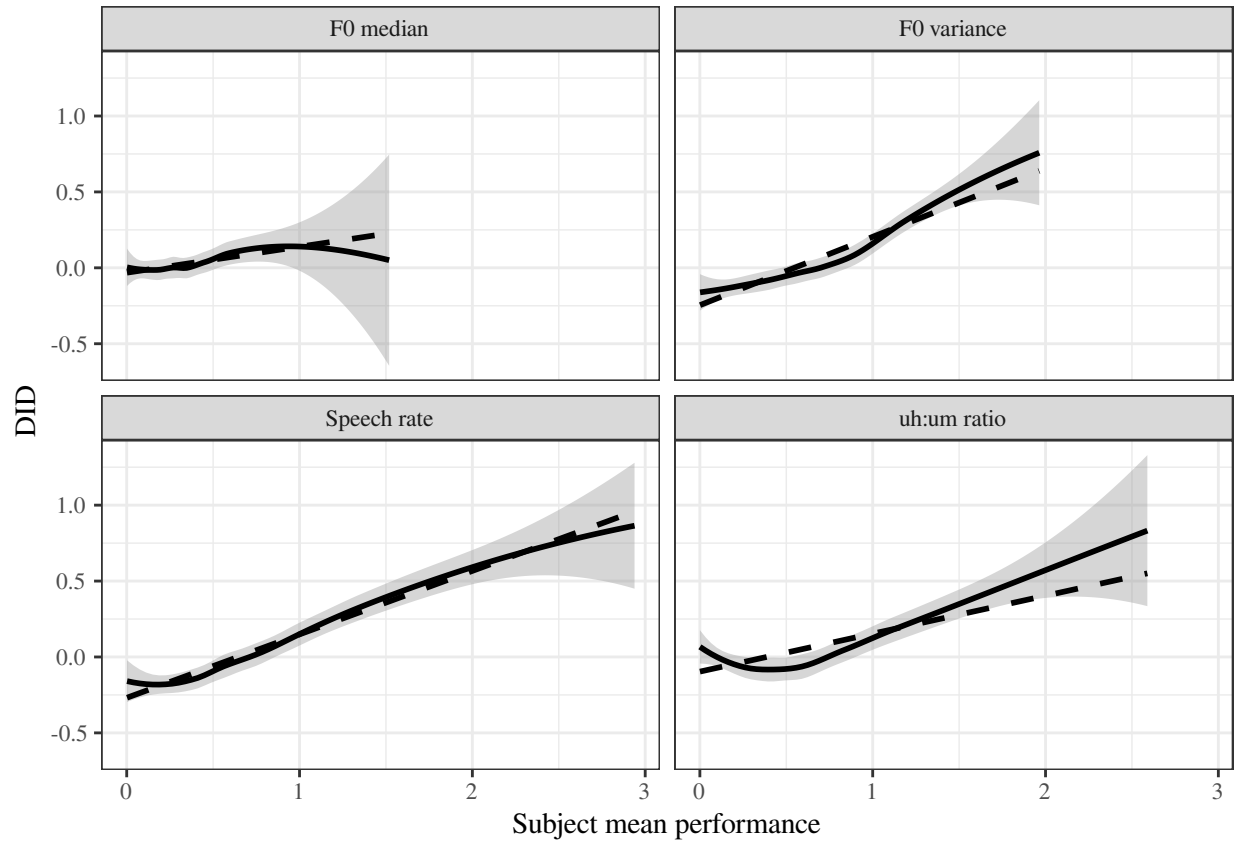 F0 median
F0 variance
1.0
0.5
0.0
-0.5
DID
Speech rate
uh:um ratio
1.0
0.5
0.0
-0.5
0 1 2 3 0 1 2 3
Subject mean performance